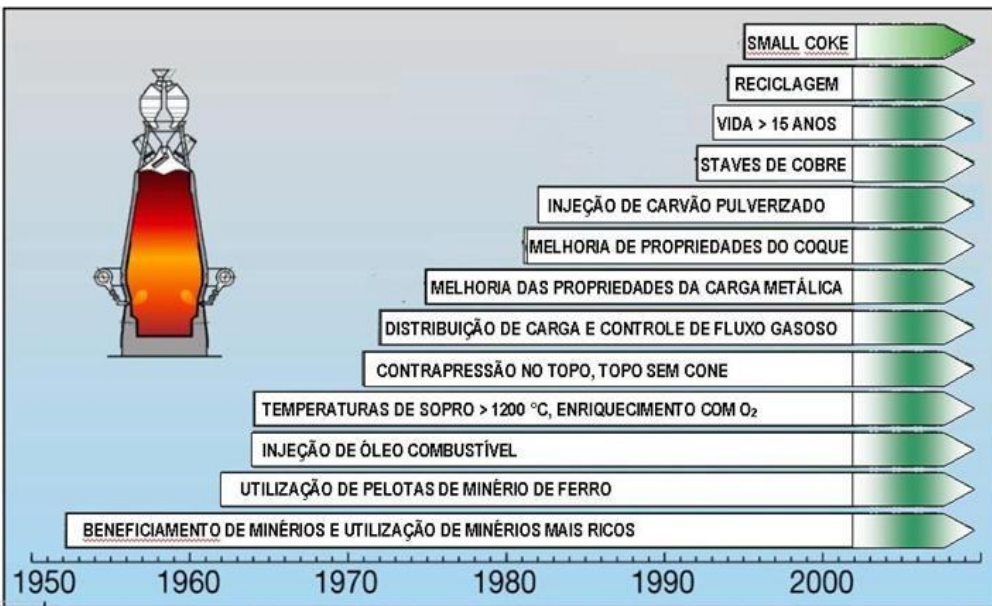 SMALL COKE
RECICLAGEM
VIDA > 15 ANOS
STAVES DE COBRE
INJEÇÃO DE CARVÃO PULVERIZADO
MELHORIA DE PROPRIEDADES DO COQUE
MELHORIA DAS PROPRIEDADES DA CARGA METÁLICA
DISTRIBUIÇÃO DE CARGA E CONTROLE DE FLUXO GASOSO
CONTRAPRESSÃO NO TOPO, TOPO SEM CONE
TEMPERATURAS DE SOPRO > 1200 °C, ENRIQUECIMENTO COM O₂
INJEÇÃO DE ÓLEO COMBUSTÍVEL
UTILIZAÇÃO DE PELOTAS DE MINÉRIO DE FERRO
BENEFICIAMENTO DE MINÉRIOS E UTILIZAÇÃO DE MINÉRIOS MAIS RICOS
1950 1960 1970 1980 1990 2000